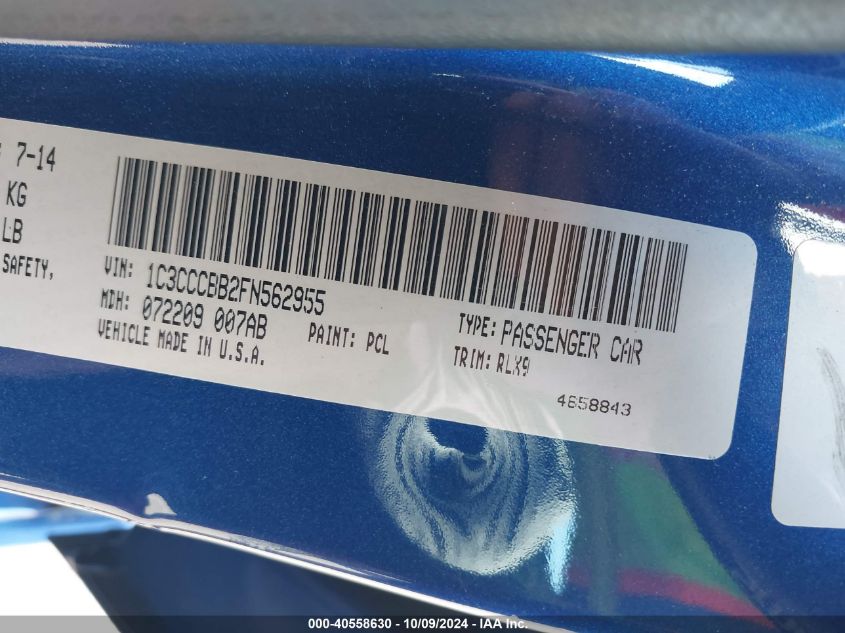 : 7-14
KG
LB
SAFETY,
VIN: 1C3CCCBB2FN562955
MDH: 072209 007AB
VEHICLE MADE IN U.S.A.
PAINT: PCL
TYPE: PASSENGER CAR
TRIM: RLX9
4658843
000-40558630 - 10/09/2024 - IAA Inc.